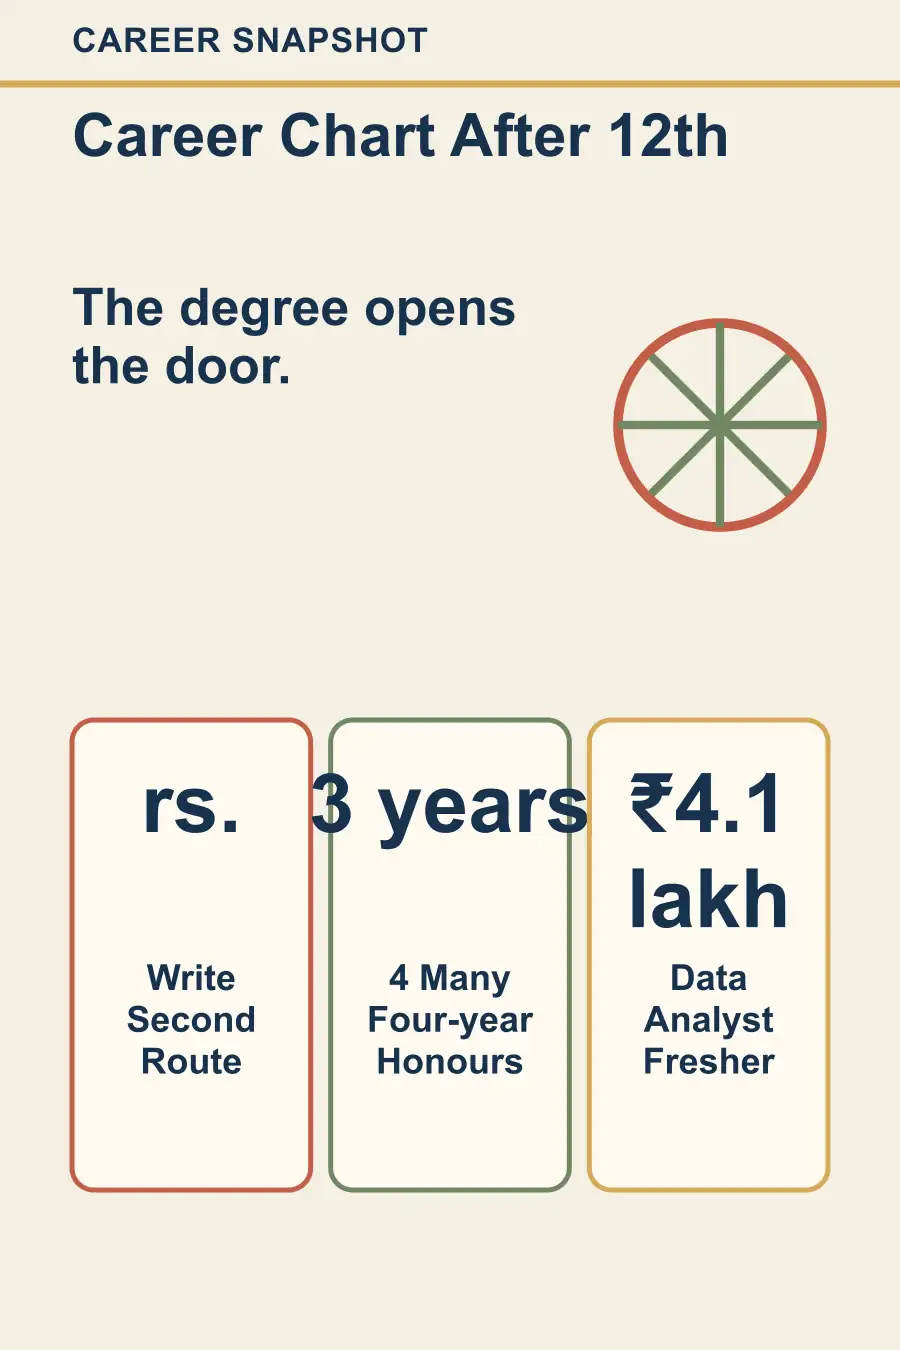 CAREER SNAPSHOT
Career Chart After 12th
The degree opens
the door.
rs.
Write
Second
Route
3 years
4 Many
Four-year
Honours
₹4.1
lakh
Data
Analyst
Fresher